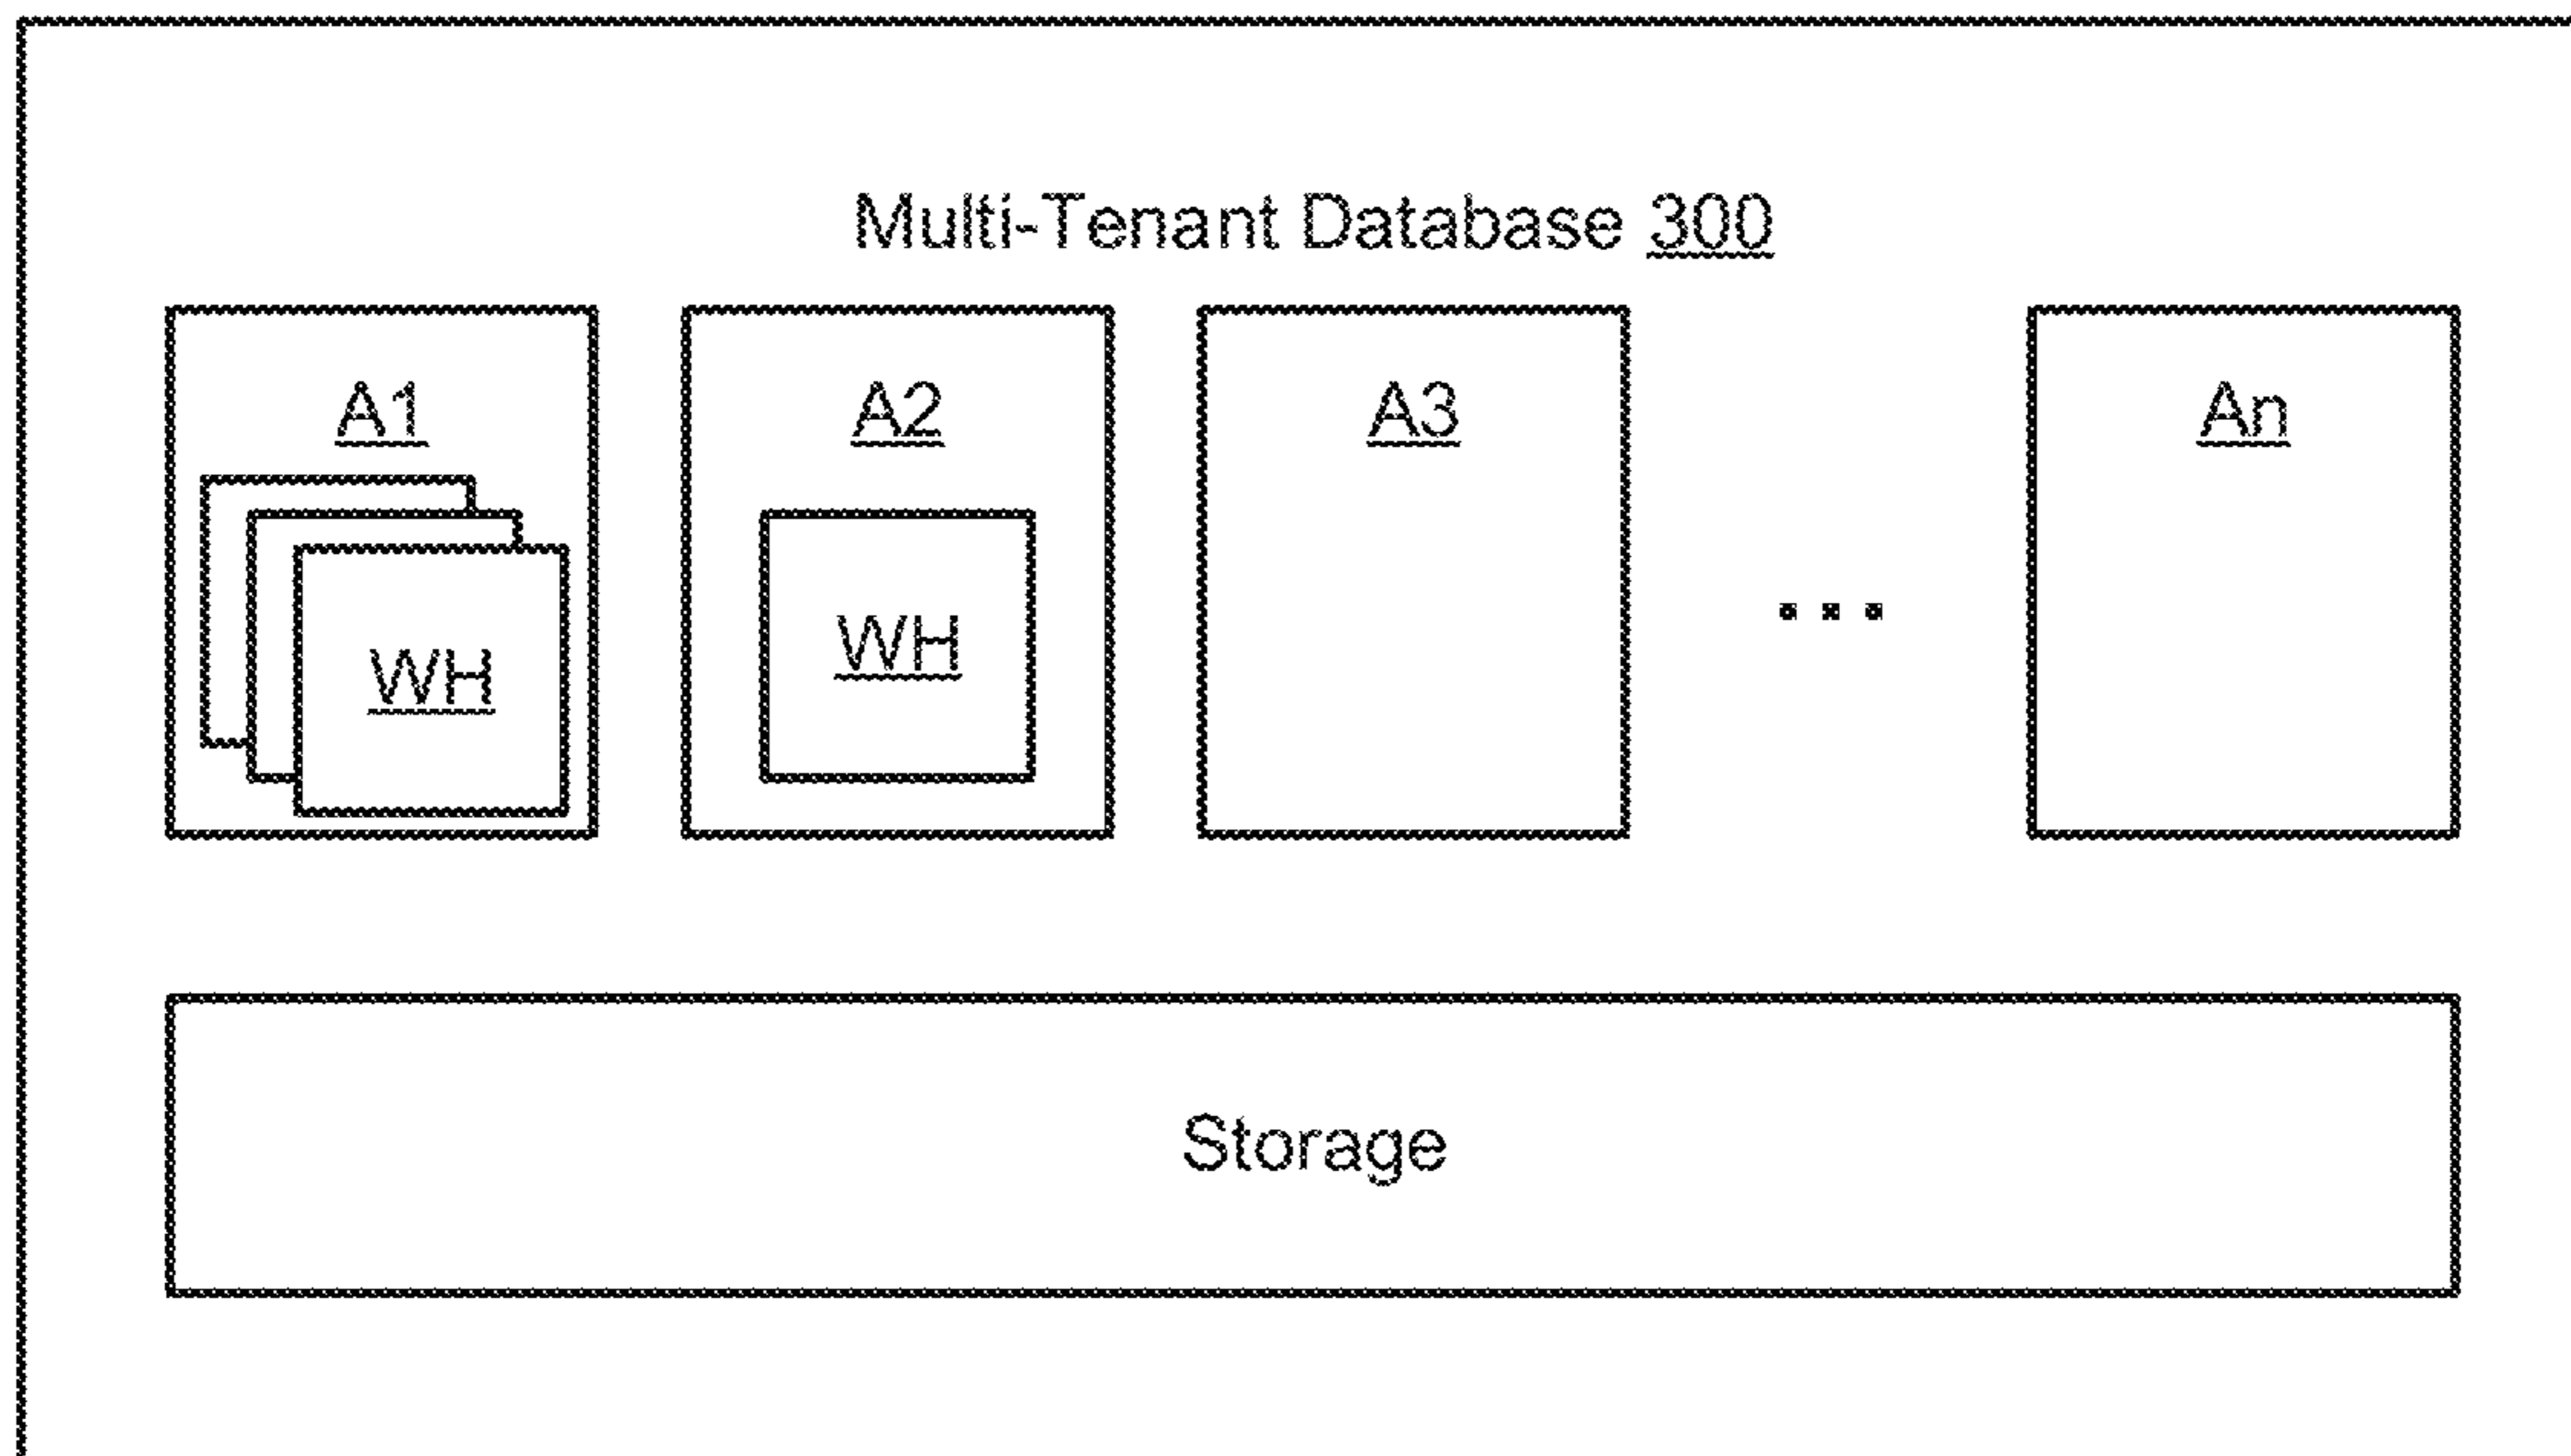 Multi-Tenant Database 300
A1 A2 A3 An
WH WH
...
Storage